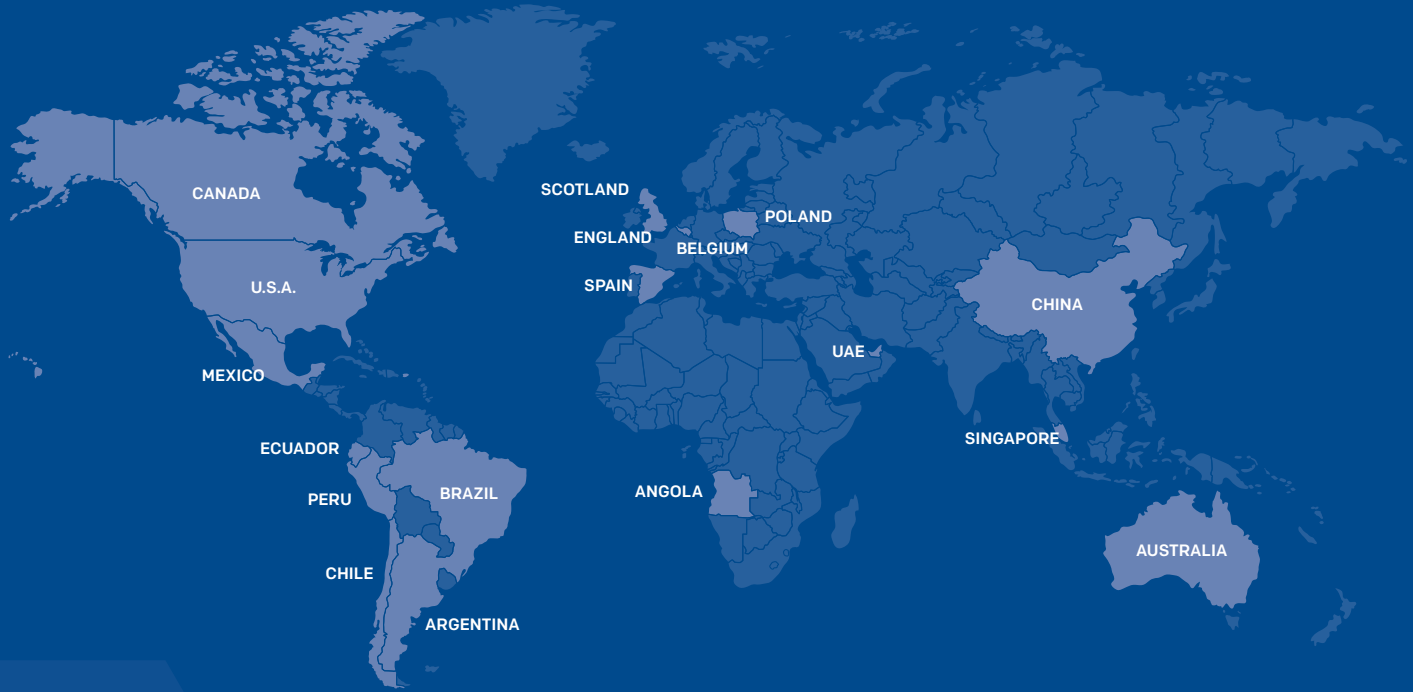 CANADA
SCOTLAND
POLAND
ENGLAND
BELGIUM
SPAIN
U.S.A.
CHINA
UAE
MEXICO
SINGAPORE
ECUADOR
ANGOLA
BRAZIL
PERU
AUSTRALIA
CHILE
ARGENTINA